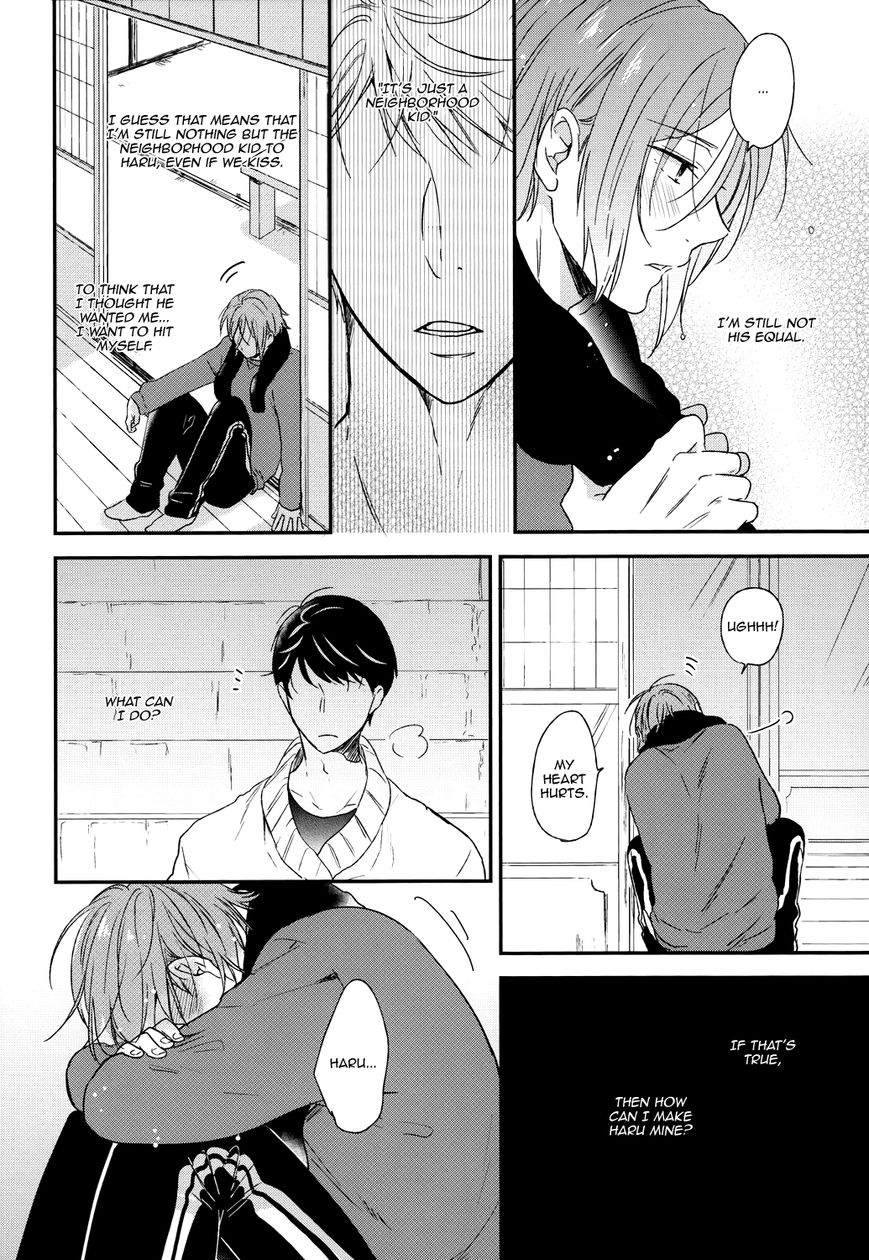 ...
I'M STILL NOT
HIS EQUAL.
"IT'S JUST A
NEIGHBORHOOD
KID."
I GUESS THAT MEANS THAT
I'M STILL NOTHING BUT THE
NEIGHBORHOOD KID TO
HARU, EVEN IF WE KISS.
TO THINK THAT
I THOUGHT HE
WANTED ME...
I WANT TO HIT
MYSELF.
UGHHH!
MY
HEART
HURTS.
WHAT CAN
I DO?
IF THAT'S
TRUE,
THEN HOW
CAN I MAKE
HARU MINE?
HARU...